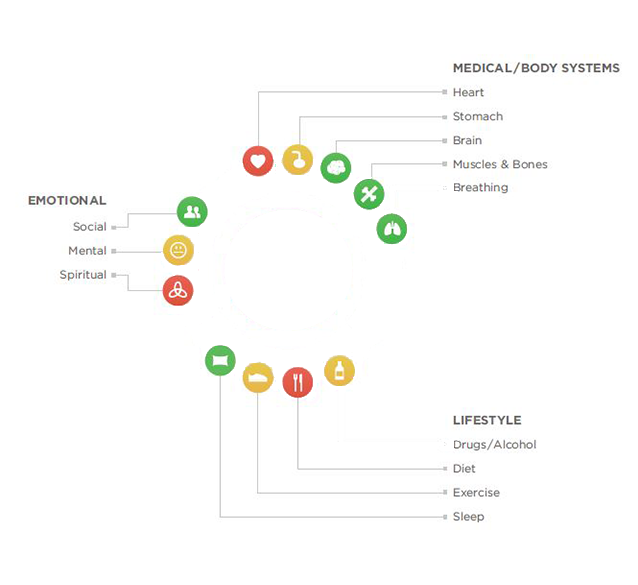 MEDICAL/BODY SYSTEMS
Heart
Stomach
Brain
Muscles & Bones
Breathing
EMOTIONAL
Social
Mental
Spiritual
LIFESTYLE
Drugs/Alcohol
Diet
Exercise
Sleep